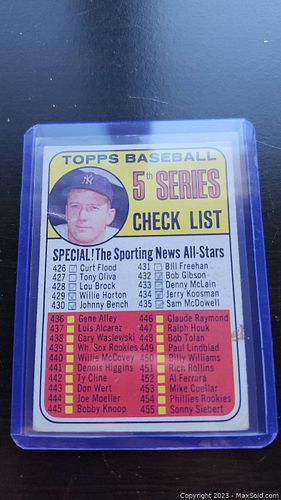 TOPPS BASEBALL
5th SERIES
CHECK LIST
SPECIAL! The Sporting News All-Stars
426 Curt Flood
427 Tony Oliva
428 Lou Brock
429 Willie Horton
430 Johnny Bench
431 Bill Freehan
432 Bob Gibson
433 Denny McLain
434 Jerry Koosman
435 Sam McDowell
436 Gene Alley
437 Luis Alcaraz
438 Gary Waslewski
439 Wh. Sox Rookies
440 Willie McCovey
441 Dennis Higgins
442 Ty Cline
443 Don Wert
444 Joe Moeller
445 Bobby Knoop
446 Claude Raymond
447 Ralph Houk
448 Bob Tolan
449 Paul Lindblad
450 Billy Williams
451 Rich Rollins
452 Al Ferrara
453 Mike Cuellar
454 Phillies Rookies
455 Sonny Siebert
Copyright © 2023 - MaxSold.com